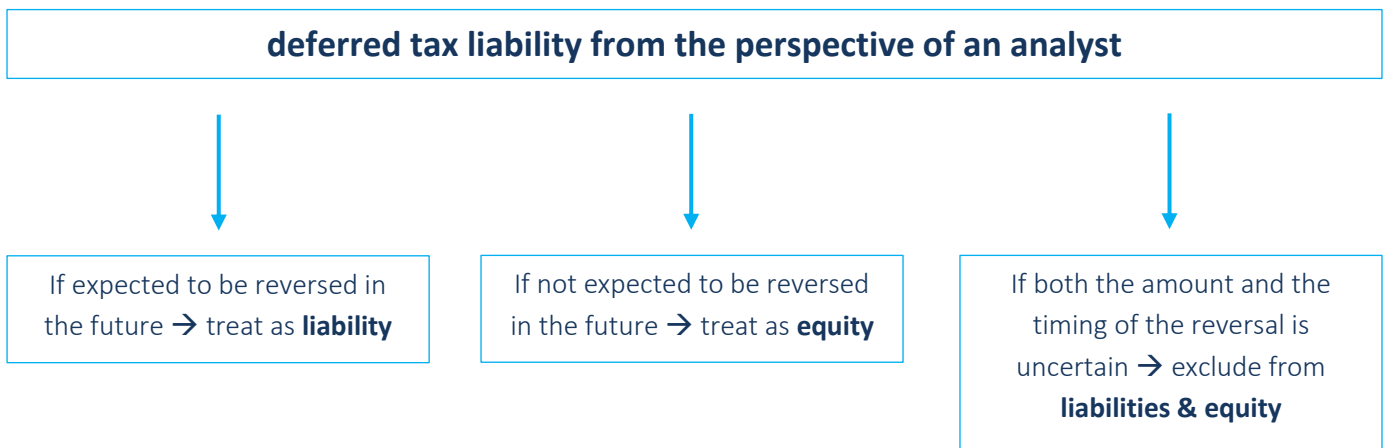 deferred tax liability from the perspective of an analyst
If expected to be reversed in
the future → treat as liability
If not expected to be reversed
in the future → treat as equity
If both the amount and the
timing of the reversal is
uncertain → exclude from
liabilities & equity